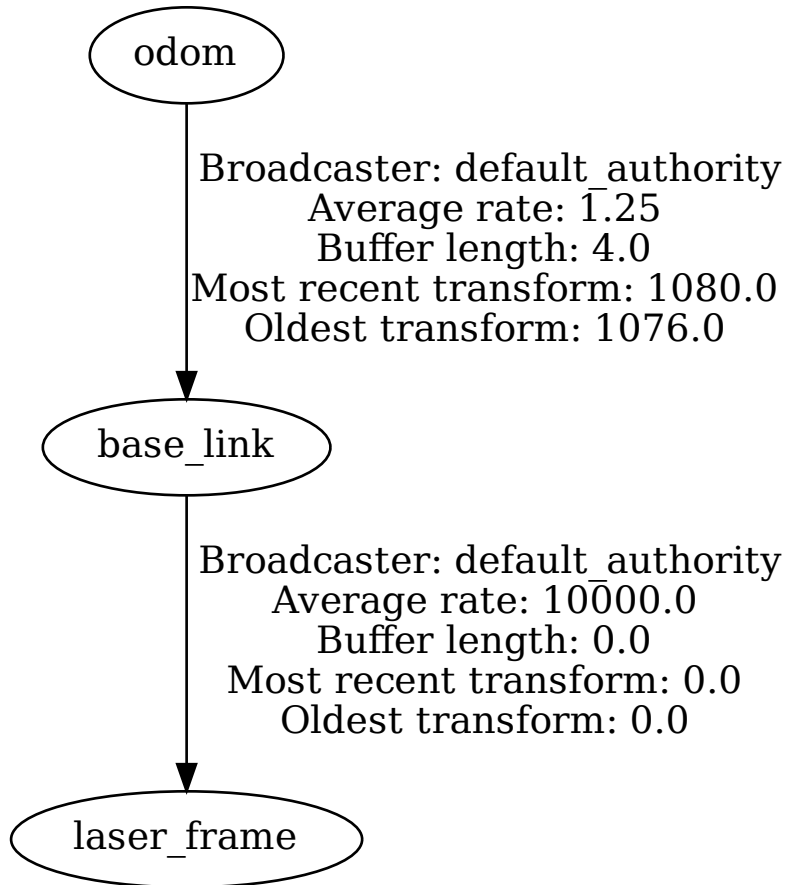 odom
Broadcaster: default_authority
Average rate: 1.25
Buffer length: 4.0
Most recent transform: 1080.0
Oldest transform: 1076.0
base_link
Broadcaster: default_authority
Average rate: 10000.0
Buffer length: 0.0
Most recent transform: 0.0
Oldest transform: 0.0
laser_frame